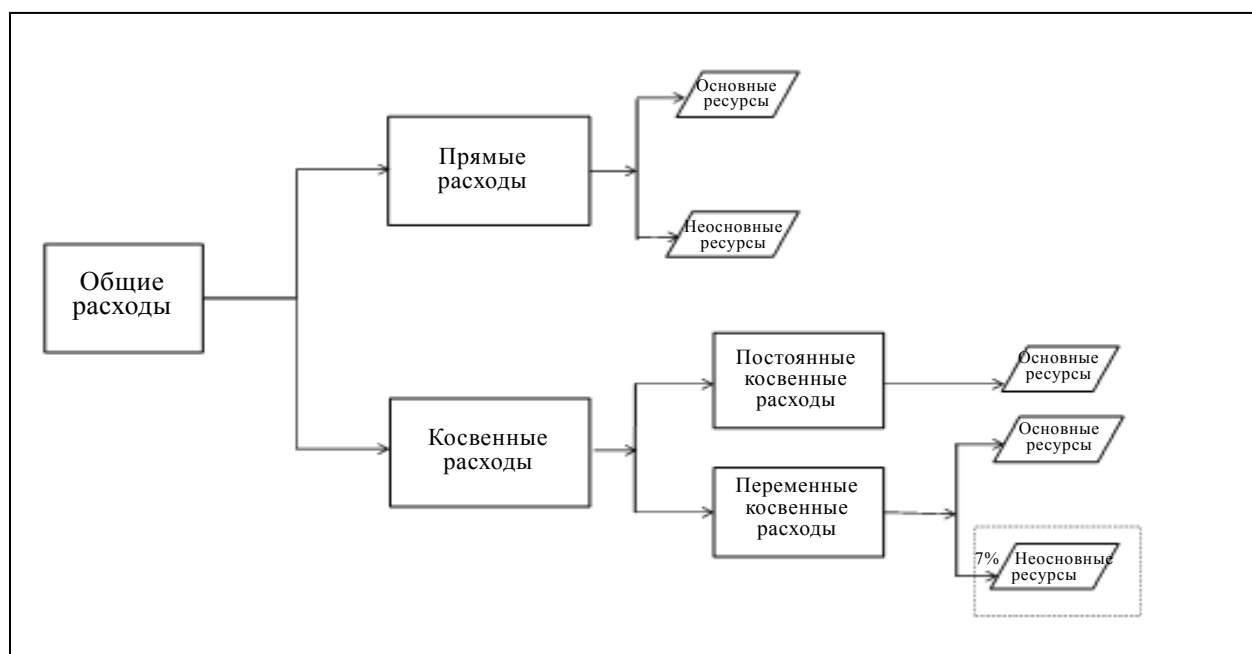 Основные
ресурсы
Прямые
расходы
Неосновные
ресурсы
Общие
расходы
Постоянные
косвенные
расходы
Основные
ресурсы
Косвенные
расходы
Основные
ресурсы
Переменные
косвенные
расходы
7% Неосновные
ресурсы